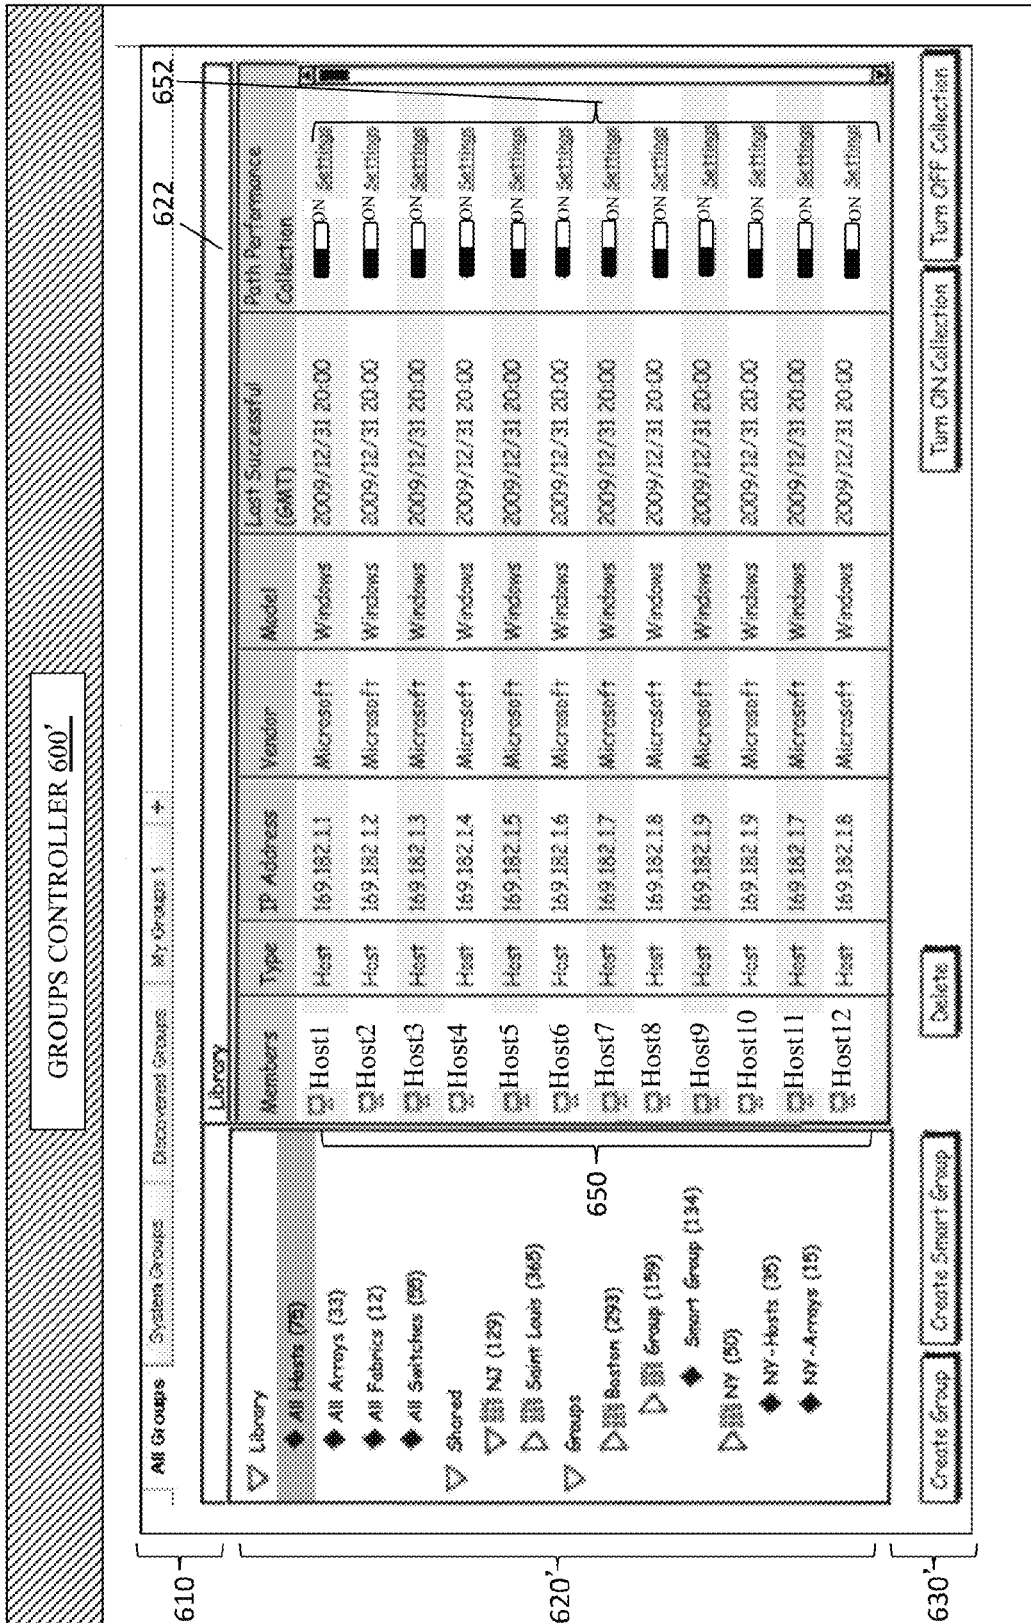 GROUPS CONTROLLER 600'
610
All Groups System Groups Discovered Groups My Groups 1 +
622
652
Library
620'
Library
All Hosts
All Arrays (33)
All Fabrics (12)
All Switches
Shared
NJ (129)
Saint Louis (365)
Groups
Boston (293)
Group (159)
Smart Group (134)
NY (50)
NY-Hosts (35)
NY-Arrays (15)
650
Members Type IP Address Vendor Model Last Successful (GMT) Path Performance Collection
Host1 Host 169.182.1.1 Microsoft Windows 2009/12/31 20:00 ON Settings
Host2 Host 169.182.1.2 Microsoft Windows 2009/12/31 20:00 ON Settings
Host3 Host 169.182.1.3 Microsoft Windows 2009/12/31 20:00 ON Settings
Host4 Host 169.182.1.4 Microsoft Windows 2009/12/31 20:00 ON Settings
Host5 Host 169.182.1.5 Microsoft Windows 2009/12/31 20:00 ON Settings
Host6 Host 169.182.1.6 Microsoft Windows 2009/12/31 20:00 ON Settings
Host7 Host 169.182.1.7 Microsoft Windows 2009/12/31 20:00 ON Settings
Host8 Host 169.182.1.8 Microsoft Windows 2009/12/31 20:00 ON Settings
Host9 Host 169.182.1.9 Microsoft Windows 2009/12/31 20:00 ON Settings
Host10 Host 169.182.1.9 Microsoft Windows 2009/12/31 20:00 ON Settings
Host11 Host 169.182.1.7 Microsoft Windows 2009/12/31 20:00 ON Settings
Host12 Host 169.182.1.8 Microsoft Windows 2009/12/31 20:00 ON Settings
630'
Create Group Create Smart Group Delete Turn ON Collection Turn OFF Collection